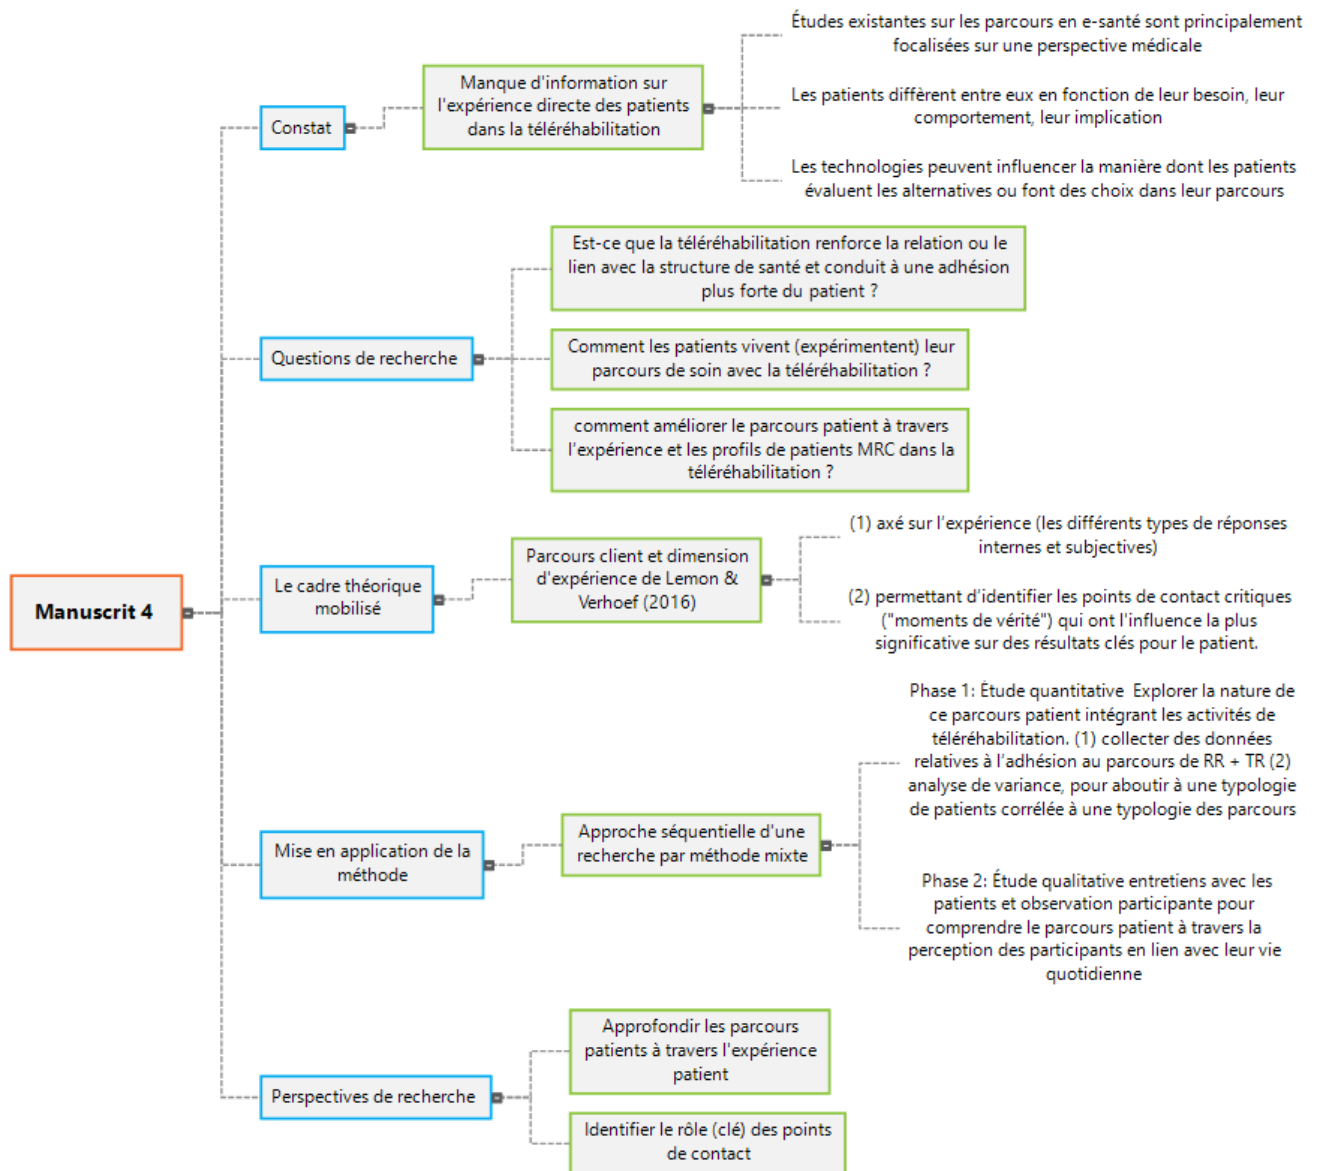 Études existantes sur les parcours en e-santé sont principalement
focalisées sur une perspective médicale
Manque d'information sur
l'expérience directe des patients
dans la téléréhabilitation
Constat
Les patients diffèrent entre eux en fonction de leur besoin, leur
comportement, leur implication
Les technologies peuvent influencer la manière dont les patients
évaluent les alternatives ou font des choix dans leur parcours
Est-ce que la téléréhabilitation renforce la relation ou le
lien avec la structure de santé et conduit à une adhésion
plus forte du patient ?
Questions de recherche
Comment les patients vivent (expérimentent) leur
parcours de soin avec la téléréhabilitation ?
comment améliorer le parcours patient à travers
l'expérience et les profils de patients MRC dans la
téléréhabilitation ?
Manuscrit 4
Le cadre théorique
mobilisé
Parcours client et dimension
d'expérience de Lemon &
Verhoef (2016)
(1) axé sur l'expérience (les différents types de réponses
internes et subjectives)
(2) permettant d'identifier les points de contact critiques
("moments de vérité") qui ont l'influence la plus
significative sur des résultats clés pour le patient.
Mise en application de la
méthode
Approche séquentielle d'une
recherche par méthode mixte
Phase 1: Étude quantitative  Explorer la nature de
ce parcours patient intégrant les activités de
téléréhabilitation. (1) collecter des données
relatives à l'adhésion au parcours de RR + TR (2)
analyse de variance, pour aboutir à une typologie
de patients corrélée à une typologie des parcours
Phase 2: Étude qualitative entretiens avec les
patients et observation participante pour
comprendre le parcours patient à travers la
perception des participants en lien avec leur vie
quotidienne
Perspectives de recherche
Approfondir les parcours
patients à travers l'expérience
patient
Identifier le rôle (clé) des points
de contact